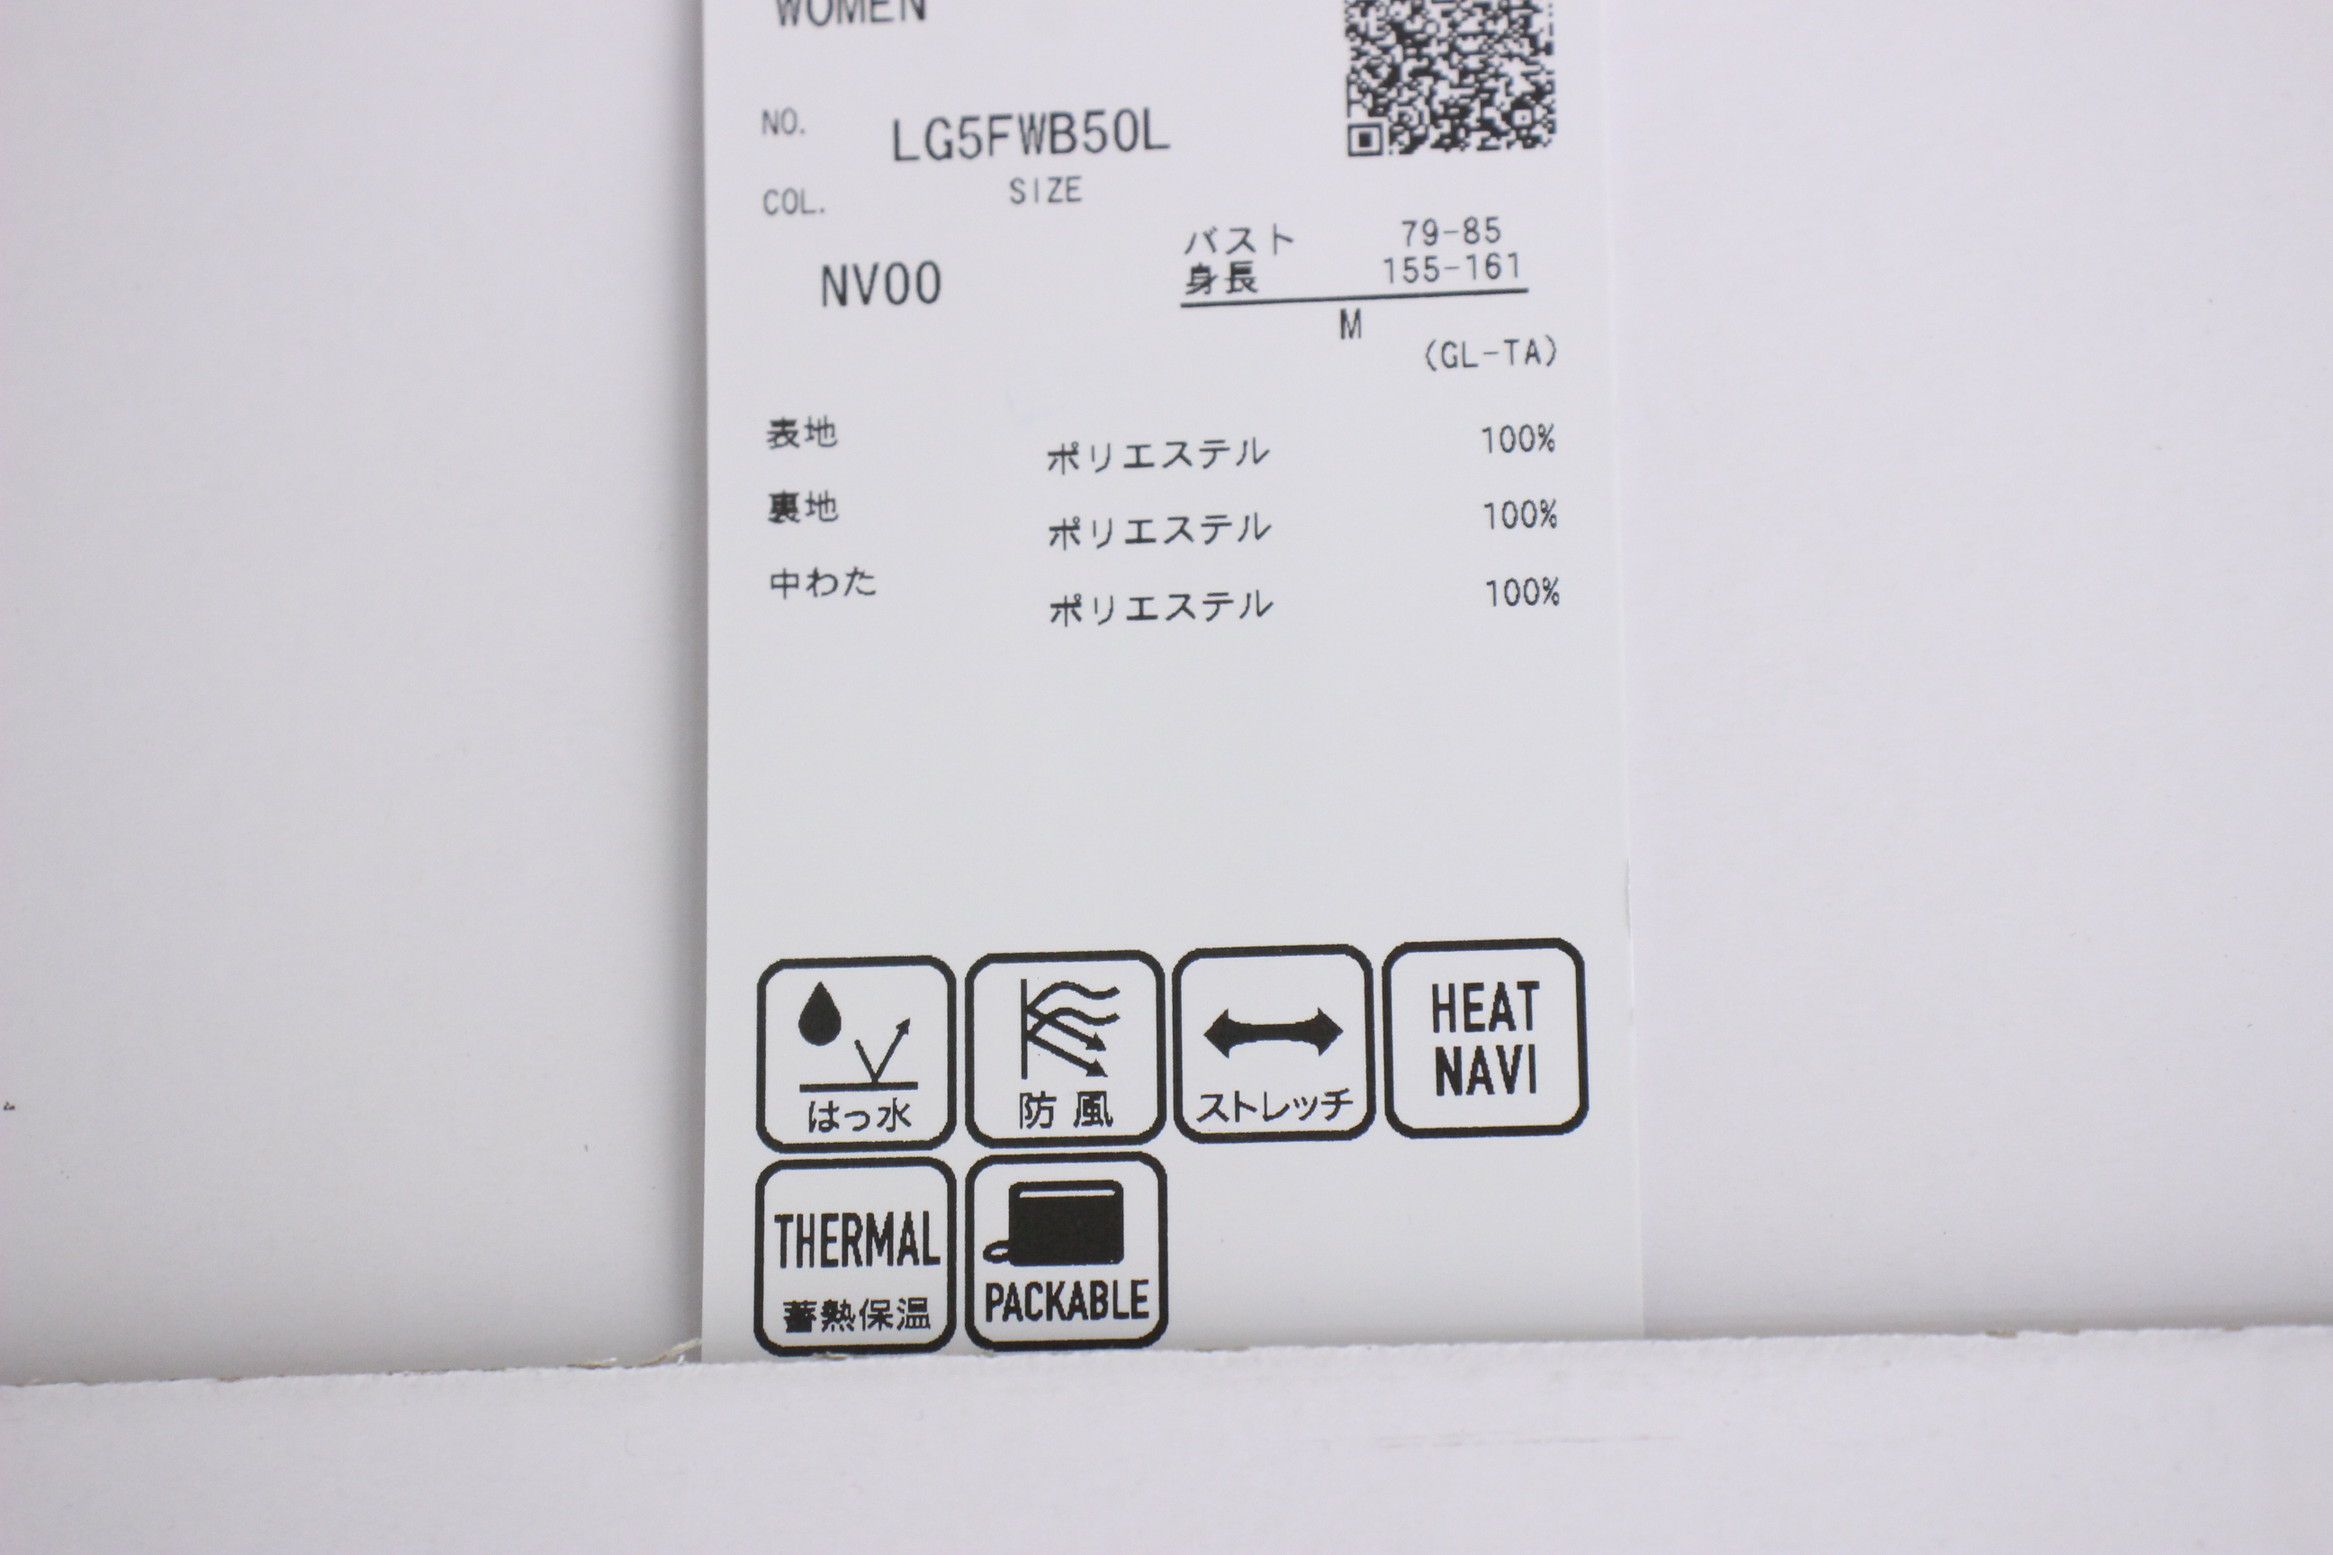 WOMEN
NO. LG5FWB50L
COL. SIZE
NV00
バスト 79-85
身長 155-161
M
(GL-TA)
表地
ポリエステル 100%
裏地
ポリエステル 100%
中わた
ポリエステル 100%
はっ水
防風
ストレッチ
HEAT
NAVI
THERMAL
蓄熱保温
PACKABLE